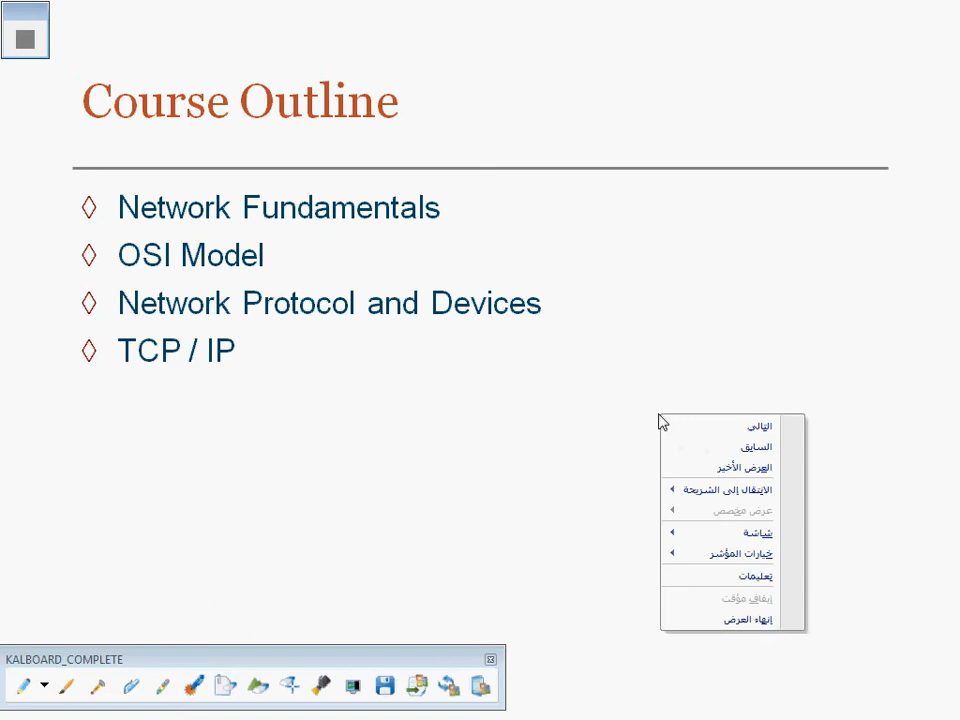 Course Outline
Network Fundamentals
OSI Model
Network Protocol and Devices
TCP / IP
التالي
السابق
العرض الأخير
الانتقال إلى الشريحة
عرض مخصص
شاشة
خيارات المؤشر
تعليمات
إيقاف مؤقت
إنهاء العرض
KALBOARD_COMPLETE